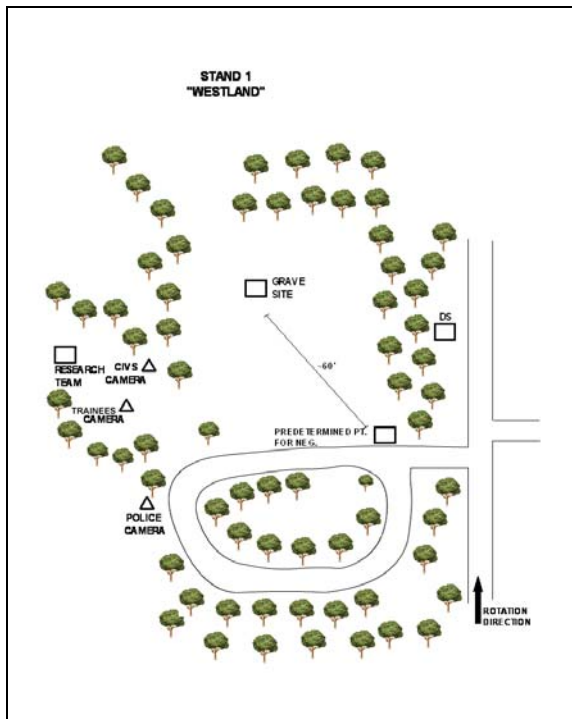 STAND 1
"WESTLAND"
GRAVE
SITE
DS
RESEARCH
TEAM
CIVS
CAMERA
~60'
TRAINEES
CAMERA
PREDETERMINED PT.
FOR NEG.
POLICE
CAMERA
ROTATION
DIRECTION